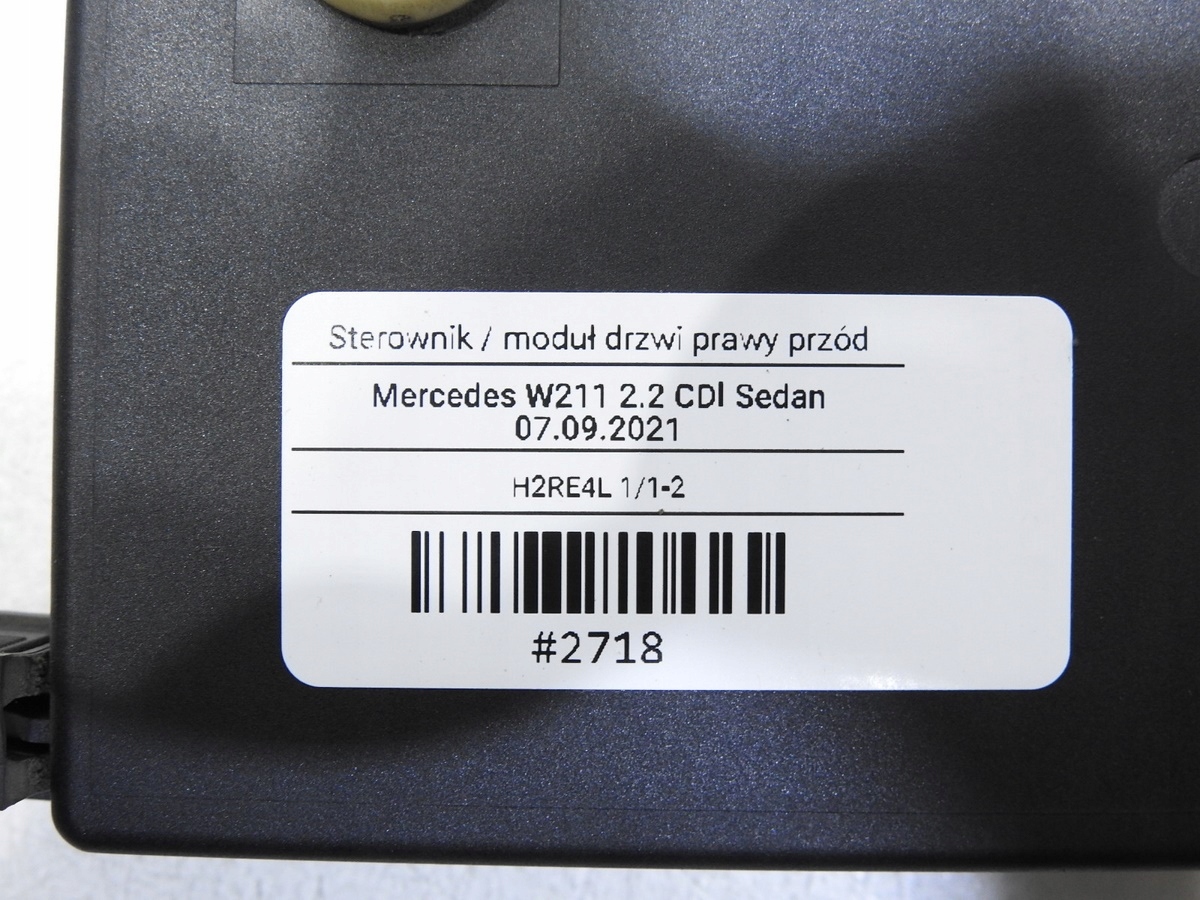 Sterownik / moduł drzwi prawy przód
Mercedes W211 2.2 CDI Sedan
07.09.2021
H2RE4L 1/1-2
#2718